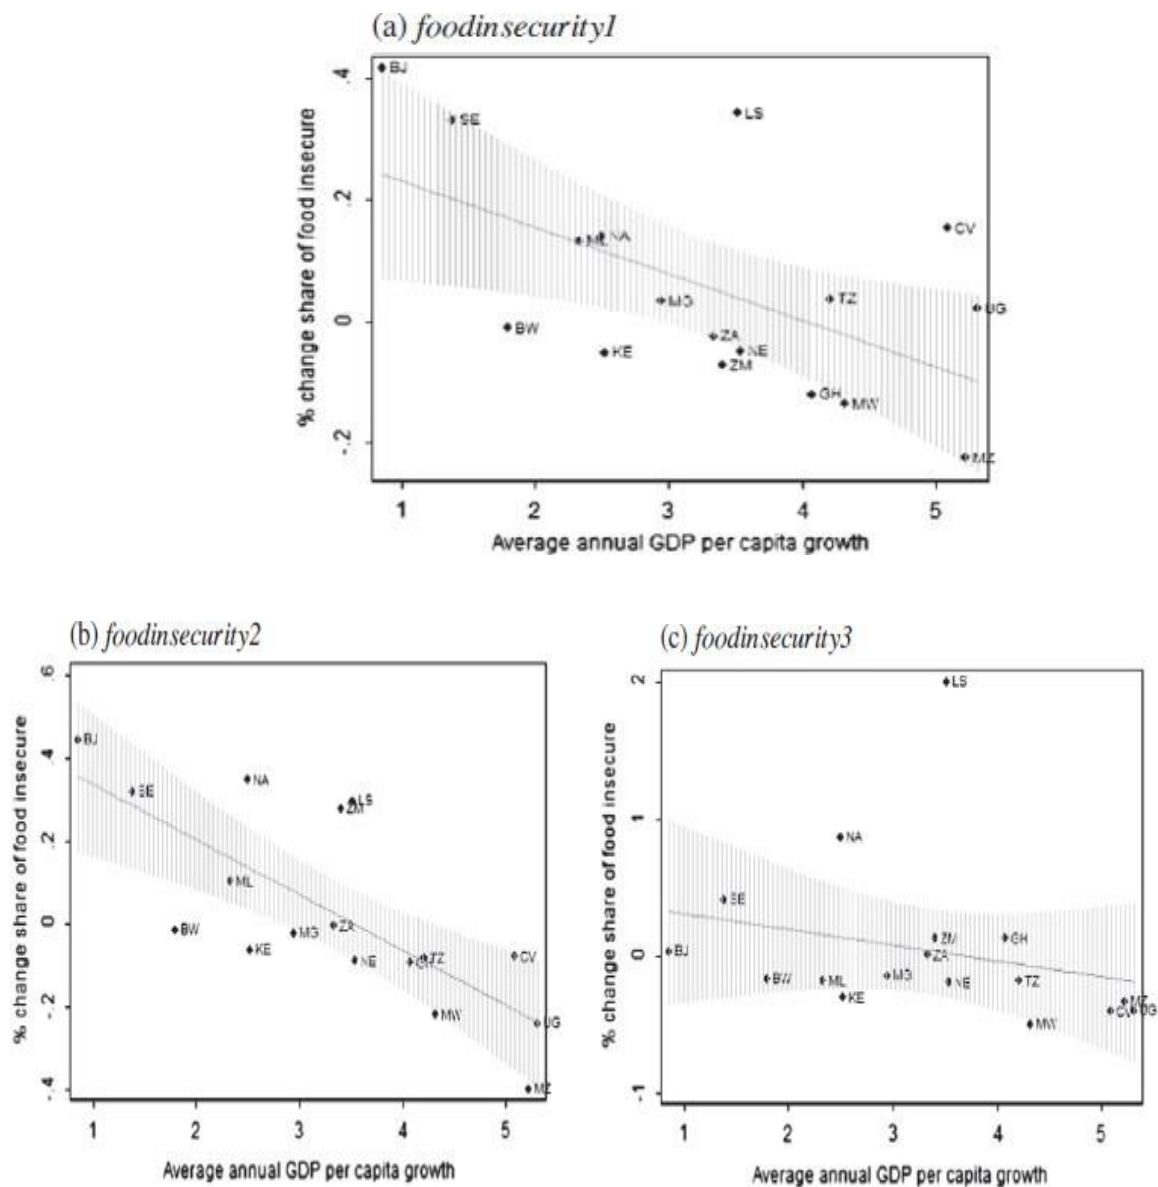 (a) foodinsecurity1
% change share of food insecure
.4
.2
0
-.2
BJ
SE
LS
NA
ML
CV
MG
TZ
UG
BW
KE
ZA
NE
ZM
GH
MW
MZ
1 2 3 4 5
Average annual GDP per capita growth
(b) foodinsecurity2
% change share of food insecure
.6
.4
.2
0
-.2
-.4
BJ
SE
NA
LS
ZM
ML
BW
KE
MG
ZA
NE
GH
TZ
CV
MW
UG
MZ
1 2 3 4 5
Average annual GDP per capita growth
(c) foodinsecurity3
% change share of food insecure
2
1
0
-1
LS
NA
SE
BJ
BW
ML
KE
MG
ZM
ZA
NE
GH
TZ
MW
MZ
CV
UG
1 2 3 4 5
Average annual GDP per capita growth